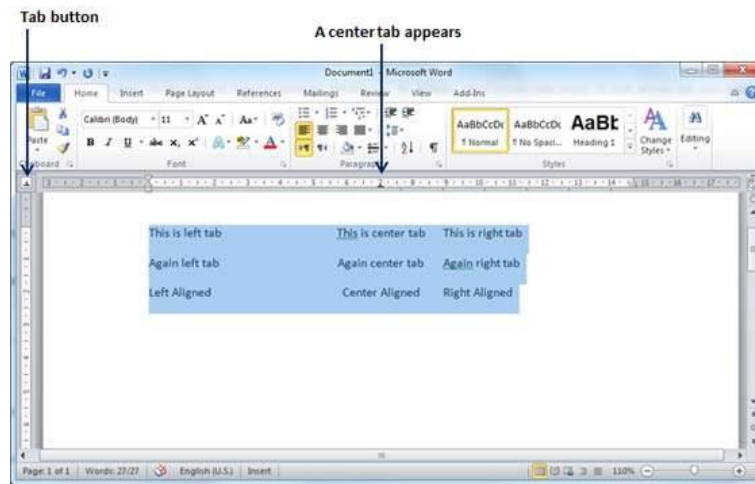 Tab button
A center tab appears
Document1 - Microsoft Word
File Home Insert Page Layout References Mailings Review View Add-Ins
Paste
Calibri (Body) 11
AaBbCcDc AaBbCcDc AaBb
1 Normal 1 No Spaci... Heading 1
Change Styles
Editing
Clipboard Font Paragraph Styles
This is left tab This is center tab This is right tab
Again left tab Again center tab Again right tab
Left Aligned Center Aligned Right Aligned
Page: 1 of 1 Words: 27/27 English (U.S.) Insert 110%